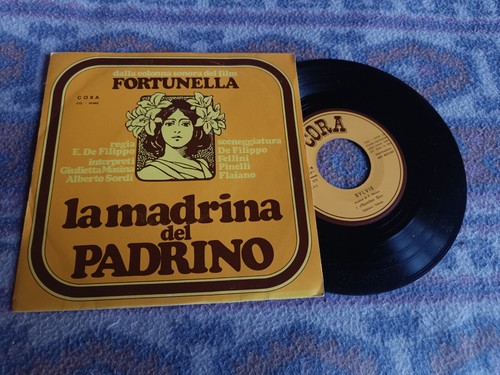 dalla colonna sonora del film
FORTUNELLA
CORA
regia
E. De Filippo
interpreti
Giulietta Masina
Alberto Sordi
sceneggiatura
De Filippo
Fellini
Pinelli
Flaiano
la madrina
del
PADRINO
CORA
SYLVIE